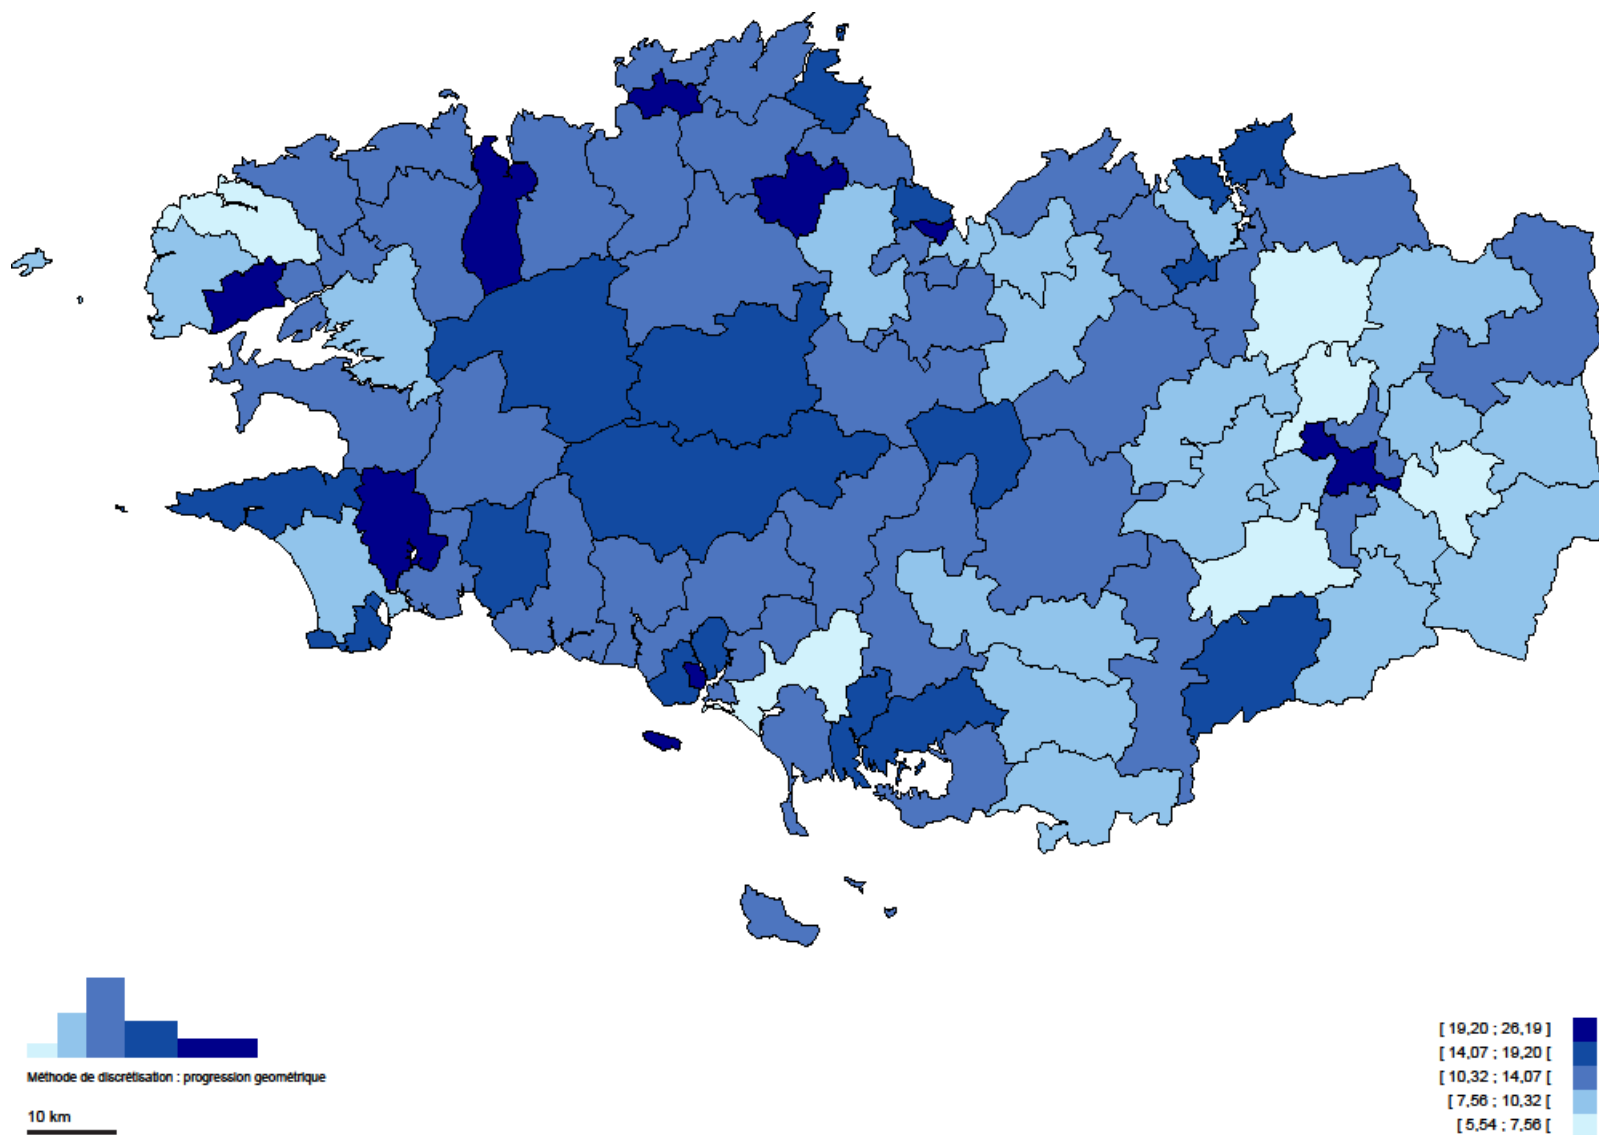 [ 19,20 ; 26,19 ]
[ 14,07 ; 19,20 [
[ 10,32 ; 14,07 [
[ 7,56 ; 10,32 [
[ 5,54 ; 7,56 [
Méthode de discrétisation : progression geométrique
10 km